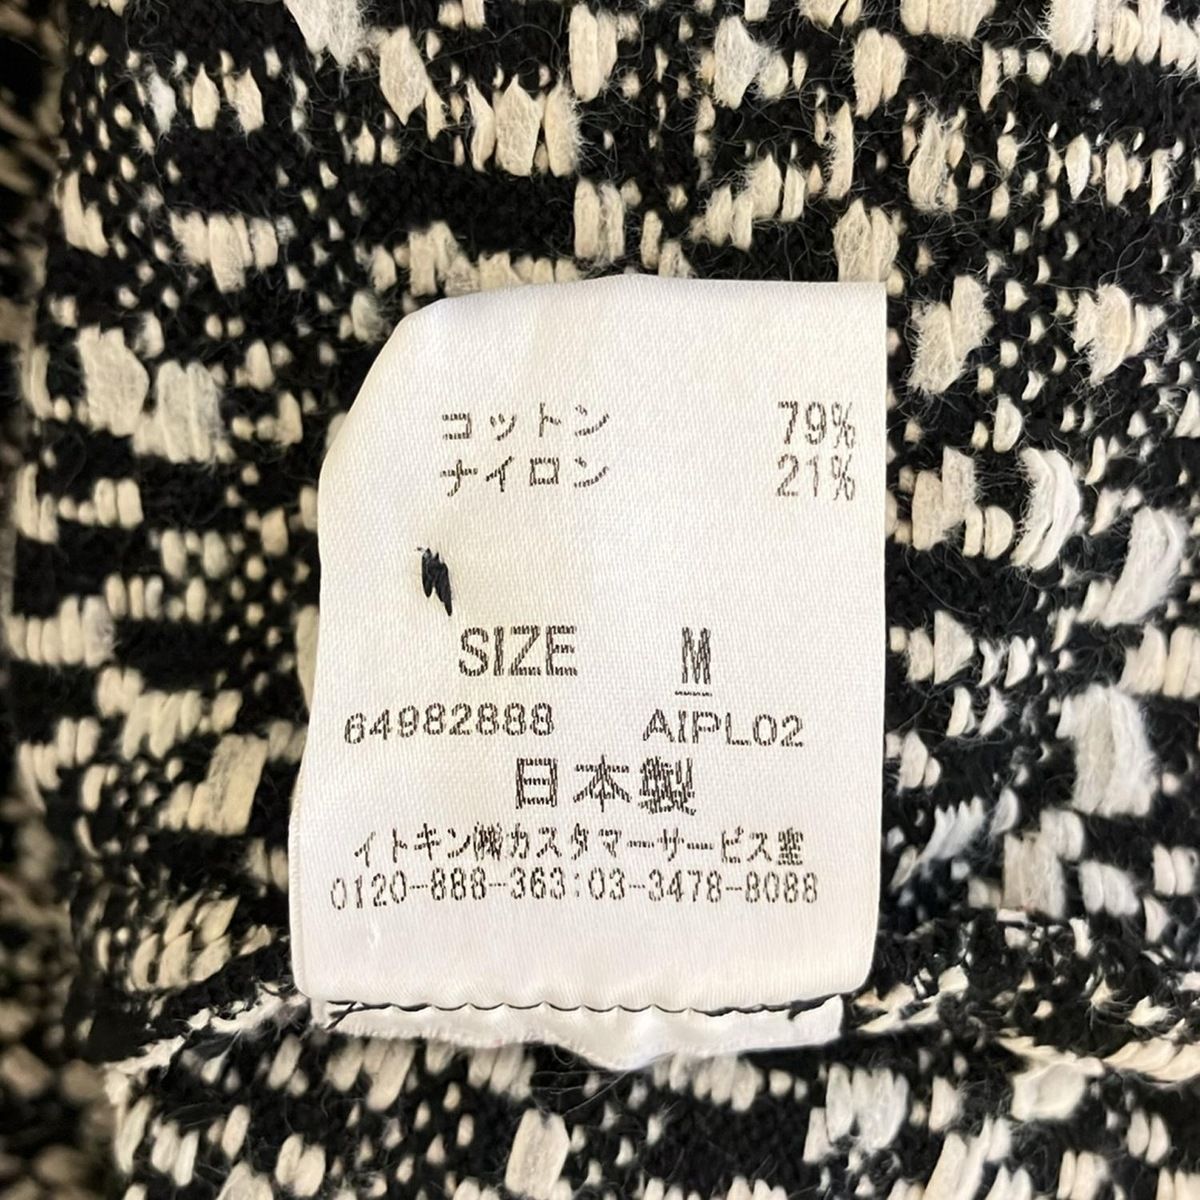 コットン 79%
ナイロン 21%
SIZE M
64982888 AIPL02
日本製
イトキン㈱カスタマーサービス室
0120-888-363:03-3478-8088